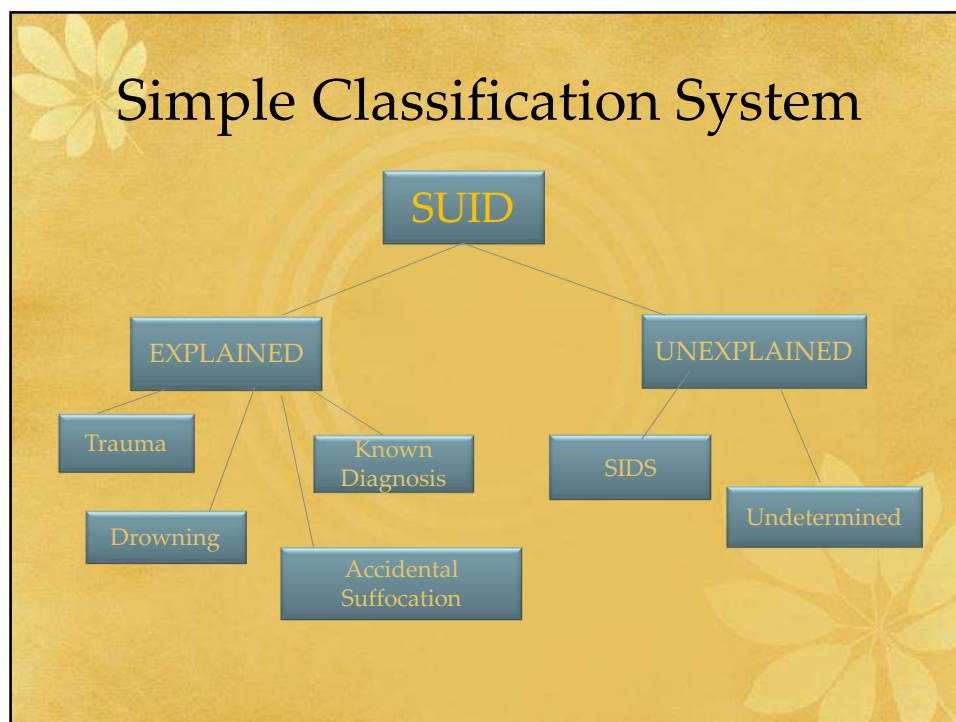 Simple Classification System
SUID
EXPLAINED
UNEXPLAINED
Trauma
Known
Diagnosis
SIDS
Drowning
Undetermined
Accidental
Suffocation